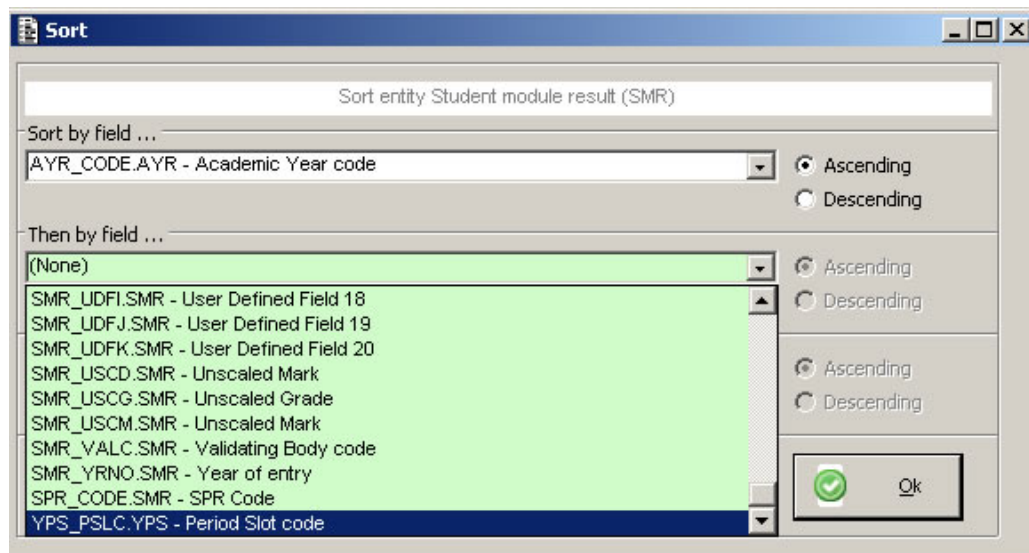 Sort
Sort entity Student module result (SMR)
Sort by field ...
AYR_CODE.AYR - Academic Year code
Ascending
Descending
Then by field ...
(None)
Ascending
Descending
SMR_UDFI.SMR - User Defined Field 18
SMR_UDFJ.SMR - User Defined Field 19
SMR_UDFK.SMR - User Defined Field 20
SMR_USCD.SMR - Unscaled Mark
SMR_USCG.SMR - Unscaled Grade
SMR_USCM.SMR - Unscaled Mark
SMR_VALC.SMR - Validating Body code
SMR_YRNO.SMR - Year of entry
SPR_CODE.SMR - SPR Code
YPS_PSLC.YPS - Period Slot code
Ascending
Descending
Ok